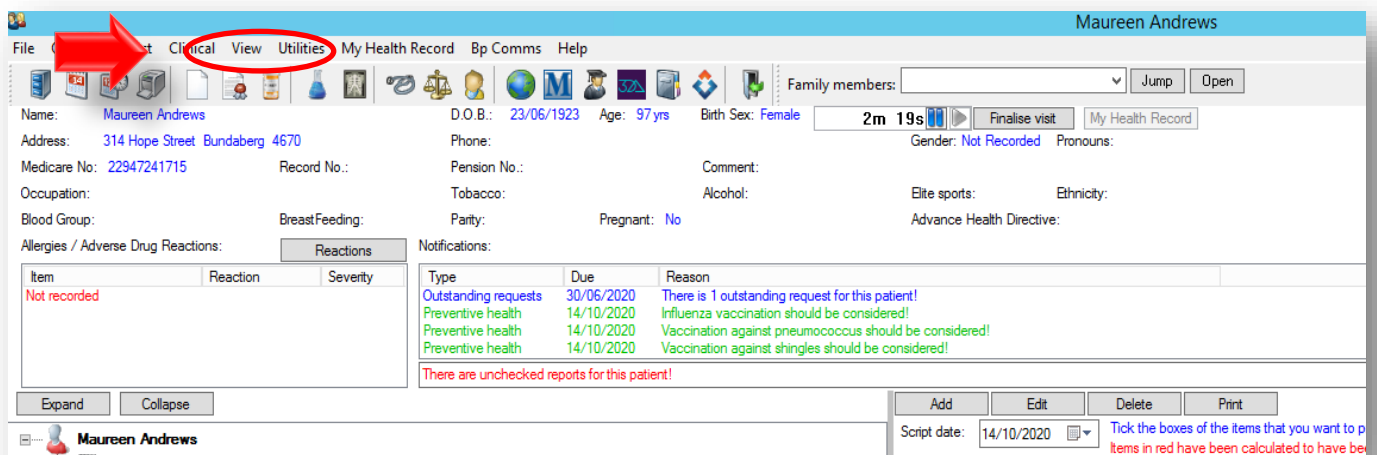 Maureen Andrews
File Clinical View Utilities My Health Record Bp Comms Help
Family members: Jump Open
Name: Maureen Andrews D.O.B.: 23/06/1923 Age: 97 yrs Birth Sex: Female 2m 19s Finalise visit My Health Record
Address: 314 Hope Street Bundaberg 4670 Phone: Gender: Not Recorded Pronouns:
Medicare No: 22947241715 Record No.: Pension No.: Comment:
Occupation: Tobacco: Alcohol: Elite sports: Ethnicity:
Blood Group: BreastFeeding: Parity: Pregnant: No Advance Health Directive:
Allergies / Adverse Drug Reactions: Reactions Notifications:
Item Reaction Severity Type Due Reason
Not recorded Outstanding requests 30/06/2020 There is 1 outstanding request for this patient!
Preventive health 14/10/2020 Influenza vaccination should be considered!
Preventive health 14/10/2020 Vaccination against pneumococcus should be considered!
Preventive health 14/10/2020 Vaccination against shingles should be considered!
There are unchecked reports for this patient!
Expand Collapse Add Edit Delete Print
Maureen Andrews Script date: 14/10/2020 Tick the boxes of the items that you want to p
Items in red have been calculated to have bee